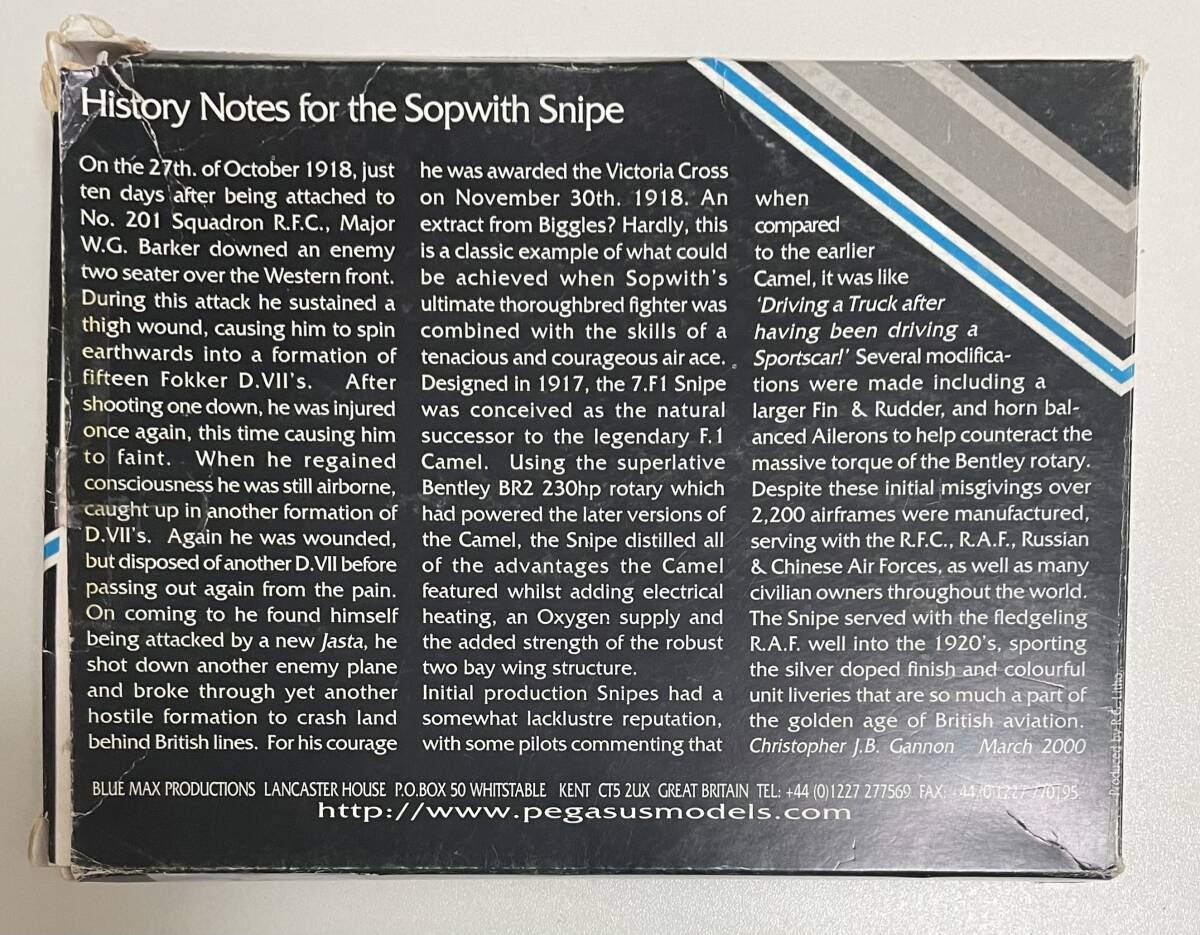 History Notes for the Sopwith Snipe
On the 27th. of October 1918, just
ten days after being attached to
No. 201 Squadron R.F.C., Major
W.G. Barker downed an enemy
two seater over the Western front.
During this attack he sustained a
thigh wound, causing him to spin
earthwards into a formation of
fifteen Fokker D.VII's. After
shooting one down, he was injured
once again, this time causing him
to faint. When he regained
consciousness he was still airborne,
caught up in another formation of
D.VII's. Again he was wounded,
but disposed of another D.VII before
passing out again from the pain.
On coming to he found himself
being attacked by a new Jasta, he
shot down another enemy plane
and broke through yet another
hostile formation to crash land
behind British lines. For his courage
he was awarded the Victoria Cross
on November 30th. 1918. An
extract from Biggles? Hardly, this
is a classic example of what could
be achieved when Sopwith's
ultimate thoroughbred fighter was
combined with the skills of a
tenacious and courageous air ace.
Designed in 1917, the 7.F1 Snipe
was conceived as the natural
successor to the legendary F.1
Camel. Using the superlative
Bentley BR2 230hp rotary which
had powered the later versions of
the Camel, the Snipe distilled all
of the advantages the Camel
featured whilst adding electrical
heating, an Oxygen supply and
the added strength of the robust
two bay wing structure.
Initial production Snipes had a
somewhat lacklustre reputation,
with some pilots commenting that
when
compared
to the earlier
Camel, it was like
'Driving a Truck after
having been driving a
Sportscar!' Several modifica-
tions were made including a
larger Fin & Rudder, and horn bal-
anced Ailerons to help counteract the
massive torque of the Bentley rotary.
Despite these initial misgivings over
2,200 airframes were manufactured,
serving with the R.F.C., R.A.F., Russian
& Chinese Air Forces, as well as many
civilian owners throughout the world.
The Snipe served with the fledgeling
R.A.F. well into the 1920's, sporting
the silver doped finish and colourful
unit liveries that are so much a part of
the golden age of British aviation.
Christopher J.B. Gannon March 2000
BLUE MAX PRODUCTIONS LANCASTER HOUSE P.O.BOX 50 WHITSTABLE KENT CT5 2UX GREAT BRITAIN TEL: +44 (0)1227 277569 FAX: +44 (0)1227 770195
http://www.pegasusmodels.com
Produced by R.C. Litho